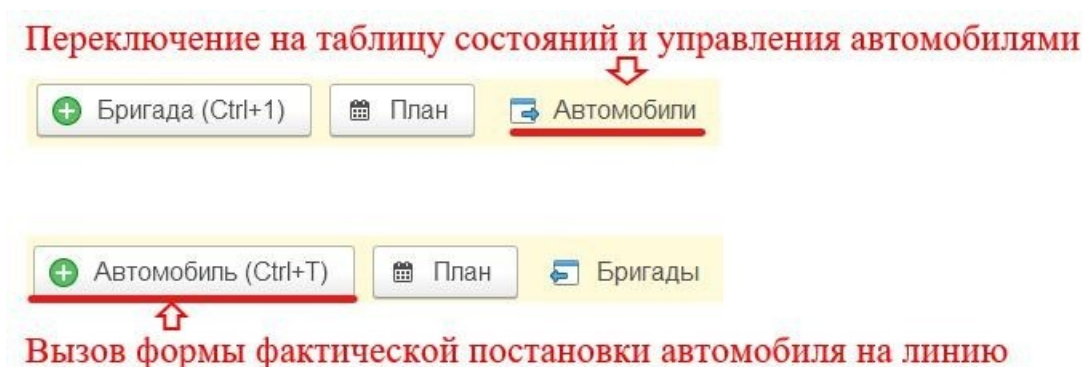 Переключение на таблицу состояний и управления автомобилями
Бригада (Ctrl+1) План Автомобили
Автомобиль (Ctrl+T) План Бригады
Вызов формы фактической постановки автомобиля на линию